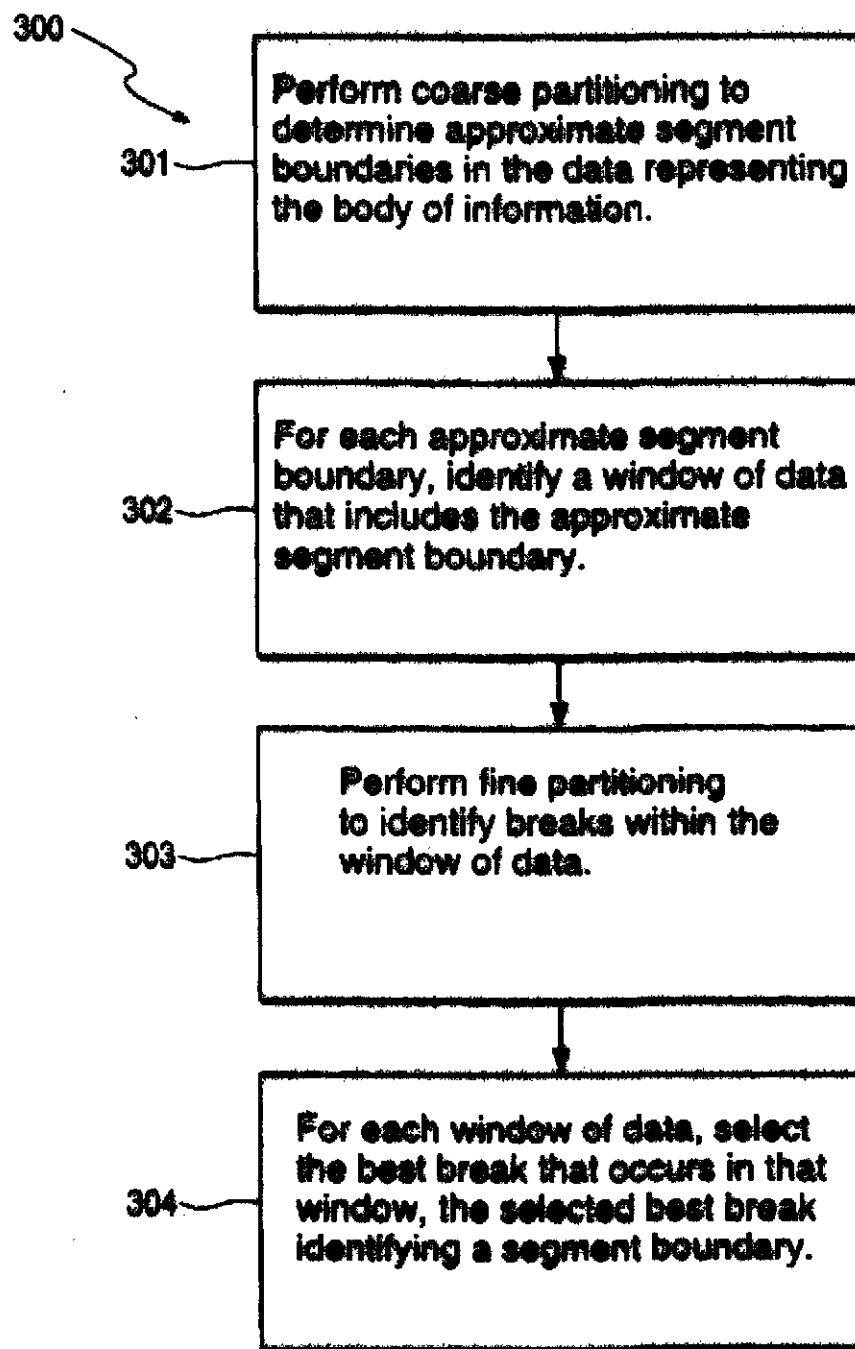 300
Perform coarse partitioning to
determine approximate segment
boundaries in the data representing
the body of information.
301
For each approximate segment
boundary, identify a window of data
that includes the approximate
segment boundary.
302
Perform fine partitioning
to identify breaks within the
window of data.
303
For each window of data, select
the best break that occurs in that
window, the selected best break
identifying a segment boundary.
304